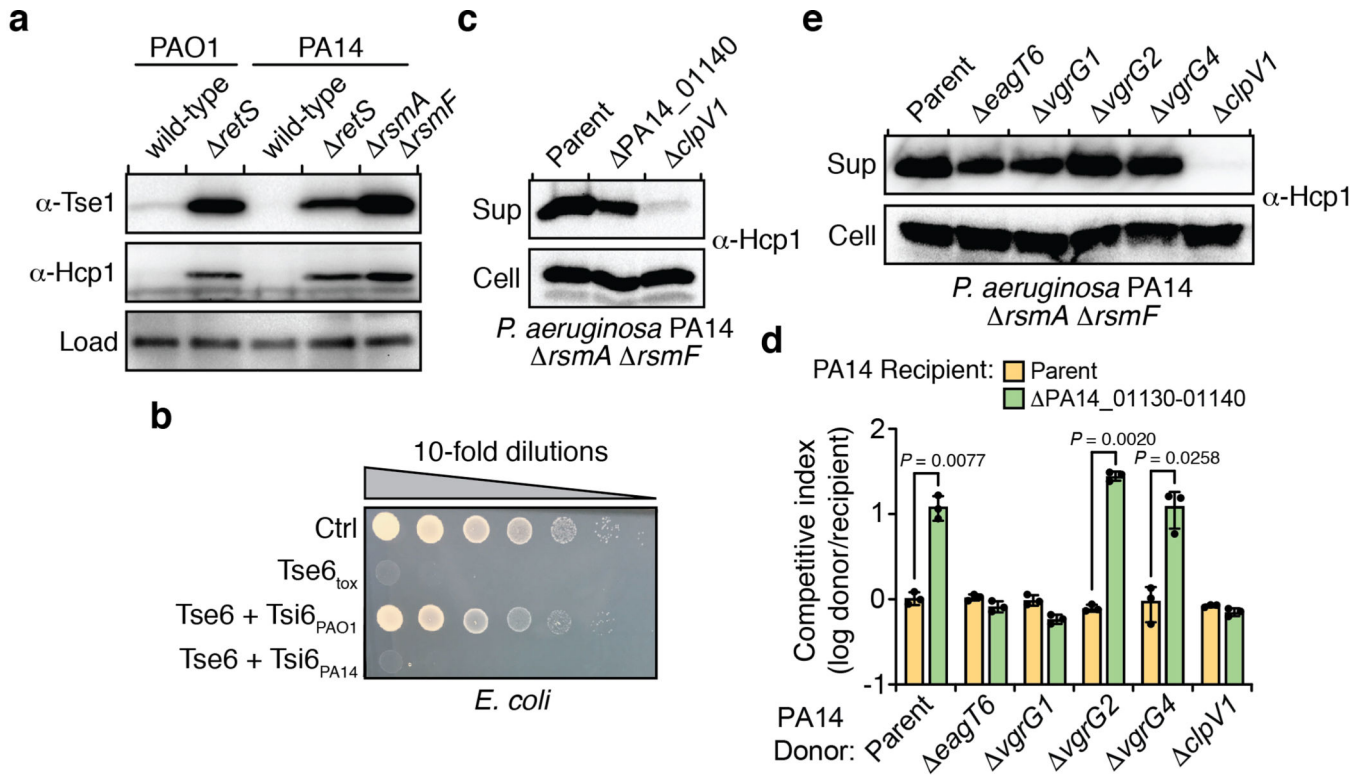 a
PAO1 PA14
wild-type ΔretS wild-type ΔretS ΔrsmA ΔrsmF
α-Tse1
α-Hcp1
Load
b
10-fold dilutions
Ctrl
Tse6tox
Tse6 + Tsi6PAO1
Tse6 + Tsi6PA14
E. coli
c
Parent ΔPA14_01140 ΔclpV1
Sup
α-Hcp1
Cell
P. aeruginosa PA14
ΔrsmA ΔrsmF
e
Parent ΔeagT6 ΔvgrG1 ΔvgrG2 ΔvgrG4 ΔclpV1
Sup
α-Hcp1
Cell
P. aeruginosa PA14
ΔrsmA ΔrsmF
d
PA14 Recipient: Parent
ΔPA14_01130-01140
Competitive index
(log donor/recipient)
2
1
0
-1
P = 0.0077
P = 0.0020
P = 0.0258
PA14
Donor: Parent ΔeagT6 ΔvgrG1 ΔvgrG2 ΔvgrG4 ΔclpV1